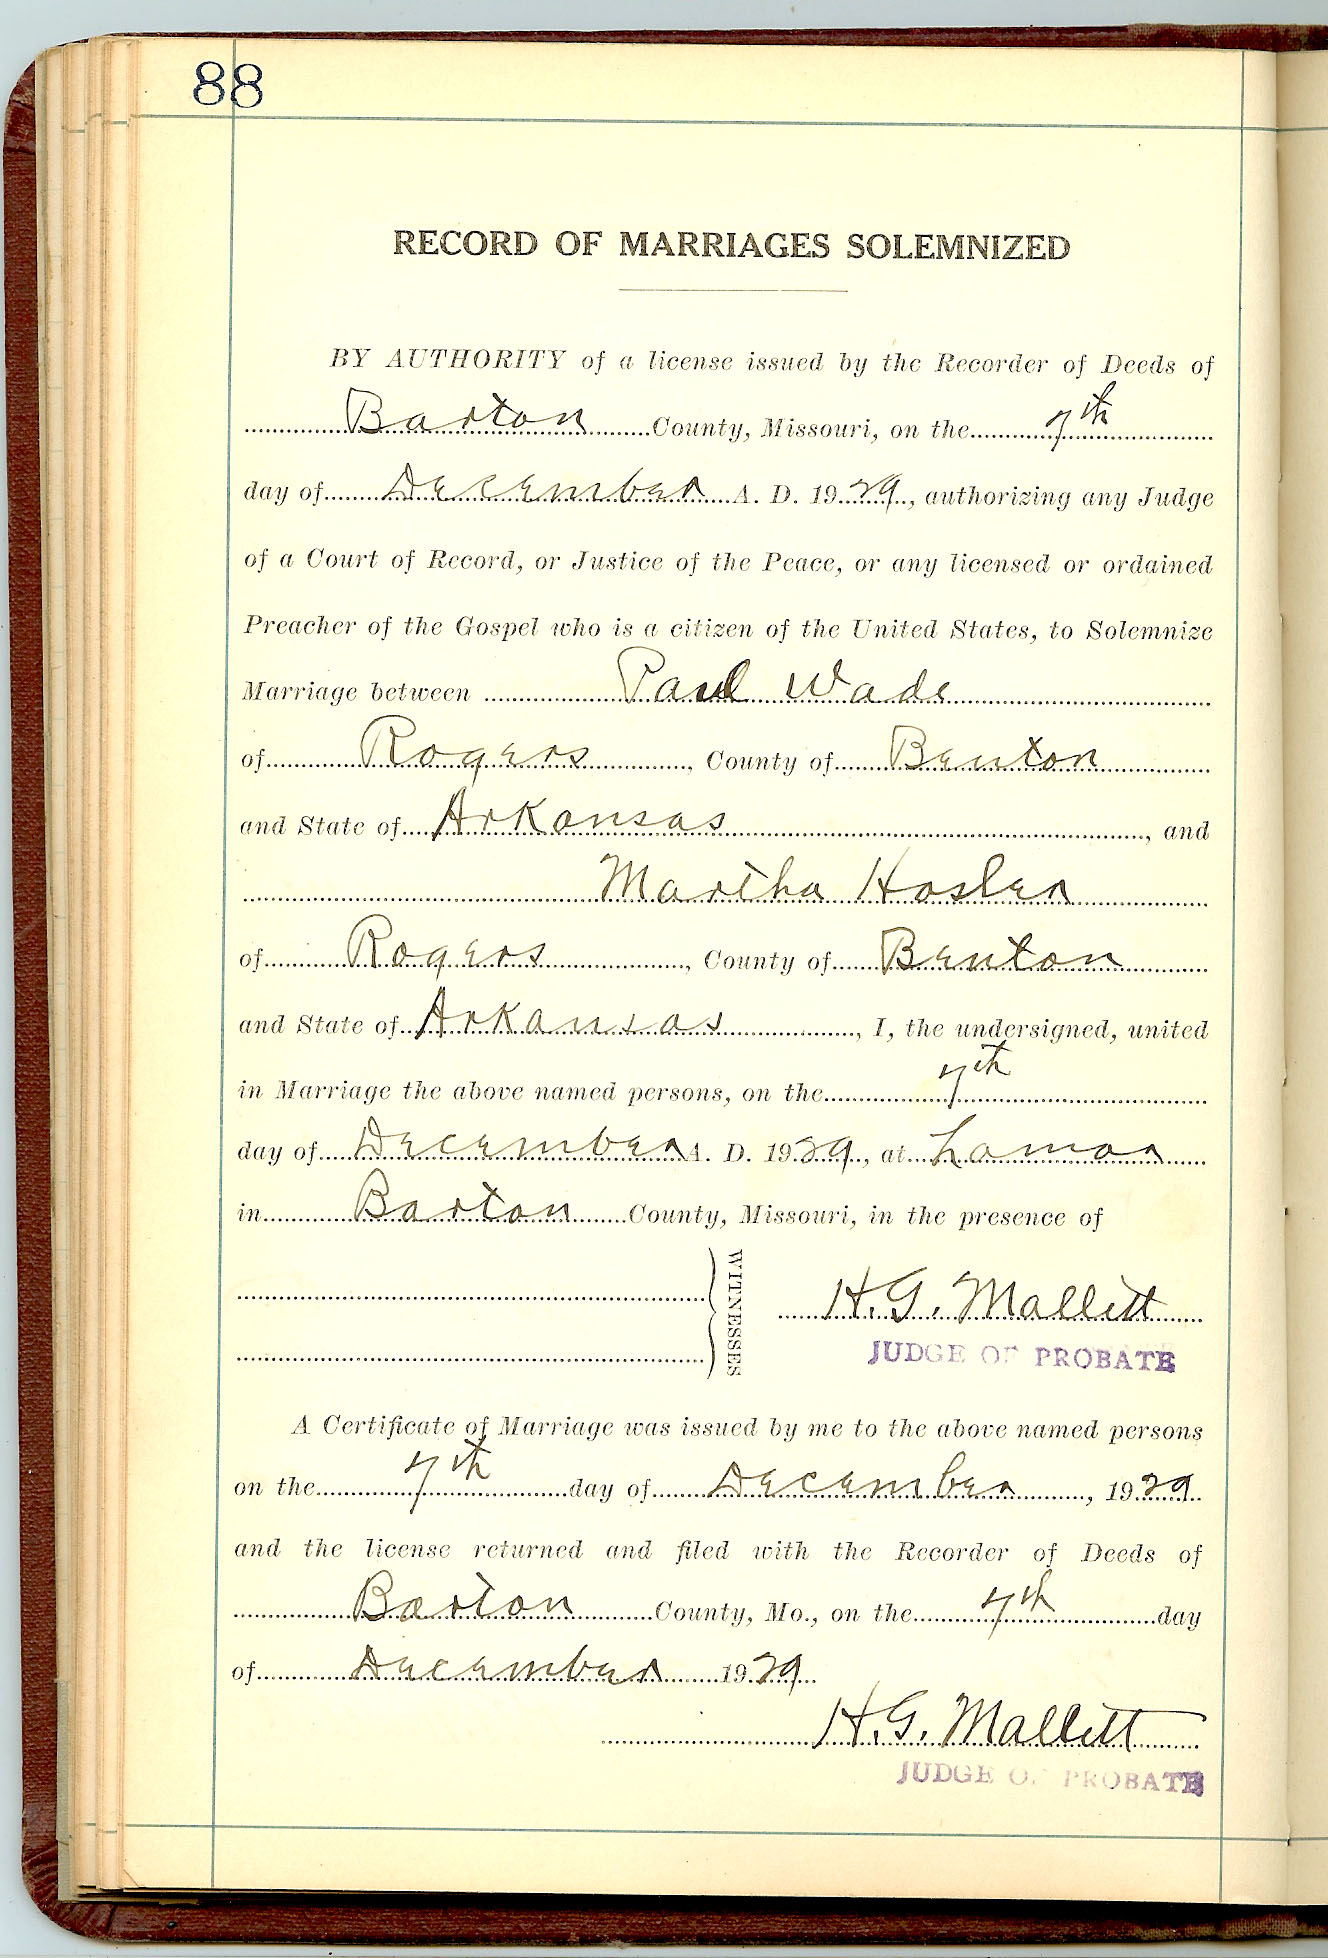 88
RECORD OF MARRIAGES SOLEMNIZED
BY AUTHORITY of a license issued by the Recorder of Deeds of
Barton County, Missouri, on the 7th
day of December A. D. 1929, authorizing any Judge
of a Court of Record, or Justice of the Peace, or any licensed or ordained
Preacher of the Gospel who is a citizen of the United States, to Solemnize
Marriage between Paul Wade
of Rogers, County of Benton
and State of Arkansas, and
Martha Hosler
of Rogers, County of Benton
and State of Arkansas, I, the undersigned, united
in Marriage the above named persons, on the 7th
day of December A. D. 1929, at Lamar
in Barton County, Missouri, in the presence of
WITNESSES
H. G. Mallitt
JUDGE OF PROBATE
A Certificate of Marriage was issued by me to the above named persons
on the 7th day of December, 1929
and the license returned and filed with the Recorder of Deeds of
Barton County, Mo., on the 7th day
of December 1929
H. G. Mallitt
JUDGE OF PROBATE